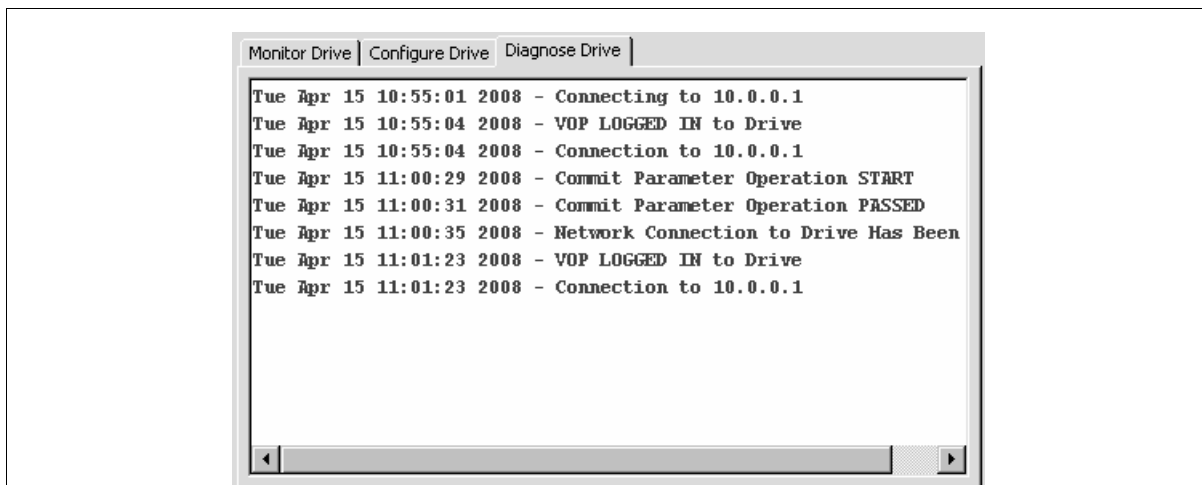 Monitor Drive Configure Drive Diagnose Drive
Tue Apr 15 10:55:01 2008 - Connecting to 10.0.0.1
Tue Apr 15 10:55:04 2008 - VOP LOGGED IN to Drive
Tue Apr 15 10:55:04 2008 - Connection to 10.0.0.1
Tue Apr 15 11:00:29 2008 - Commit Parameter Operation START
Tue Apr 15 11:00:31 2008 - Commit Parameter Operation PASSED
Tue Apr 15 11:00:35 2008 - Network Connection to Drive Has Been
Tue Apr 15 11:01:23 2008 - VOP LOGGED IN to Drive
Tue Apr 15 11:01:23 2008 - Connection to 10.0.0.1